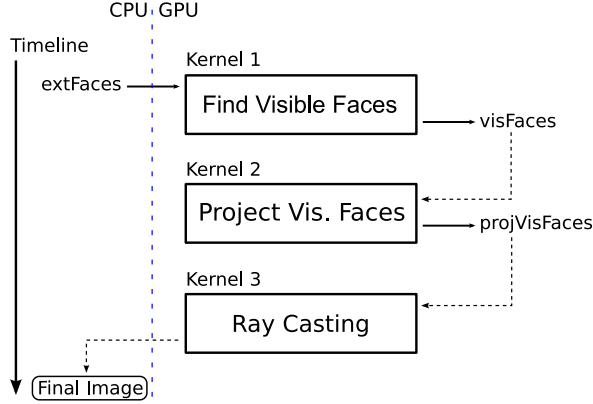 CPU GPU
Timeline
Kernel 1
extFaces
Find Visible Faces
visFaces
Kernel 2
Project Vis. Faces
projVisFaces
Kernel 3
Ray Casting
Final Image